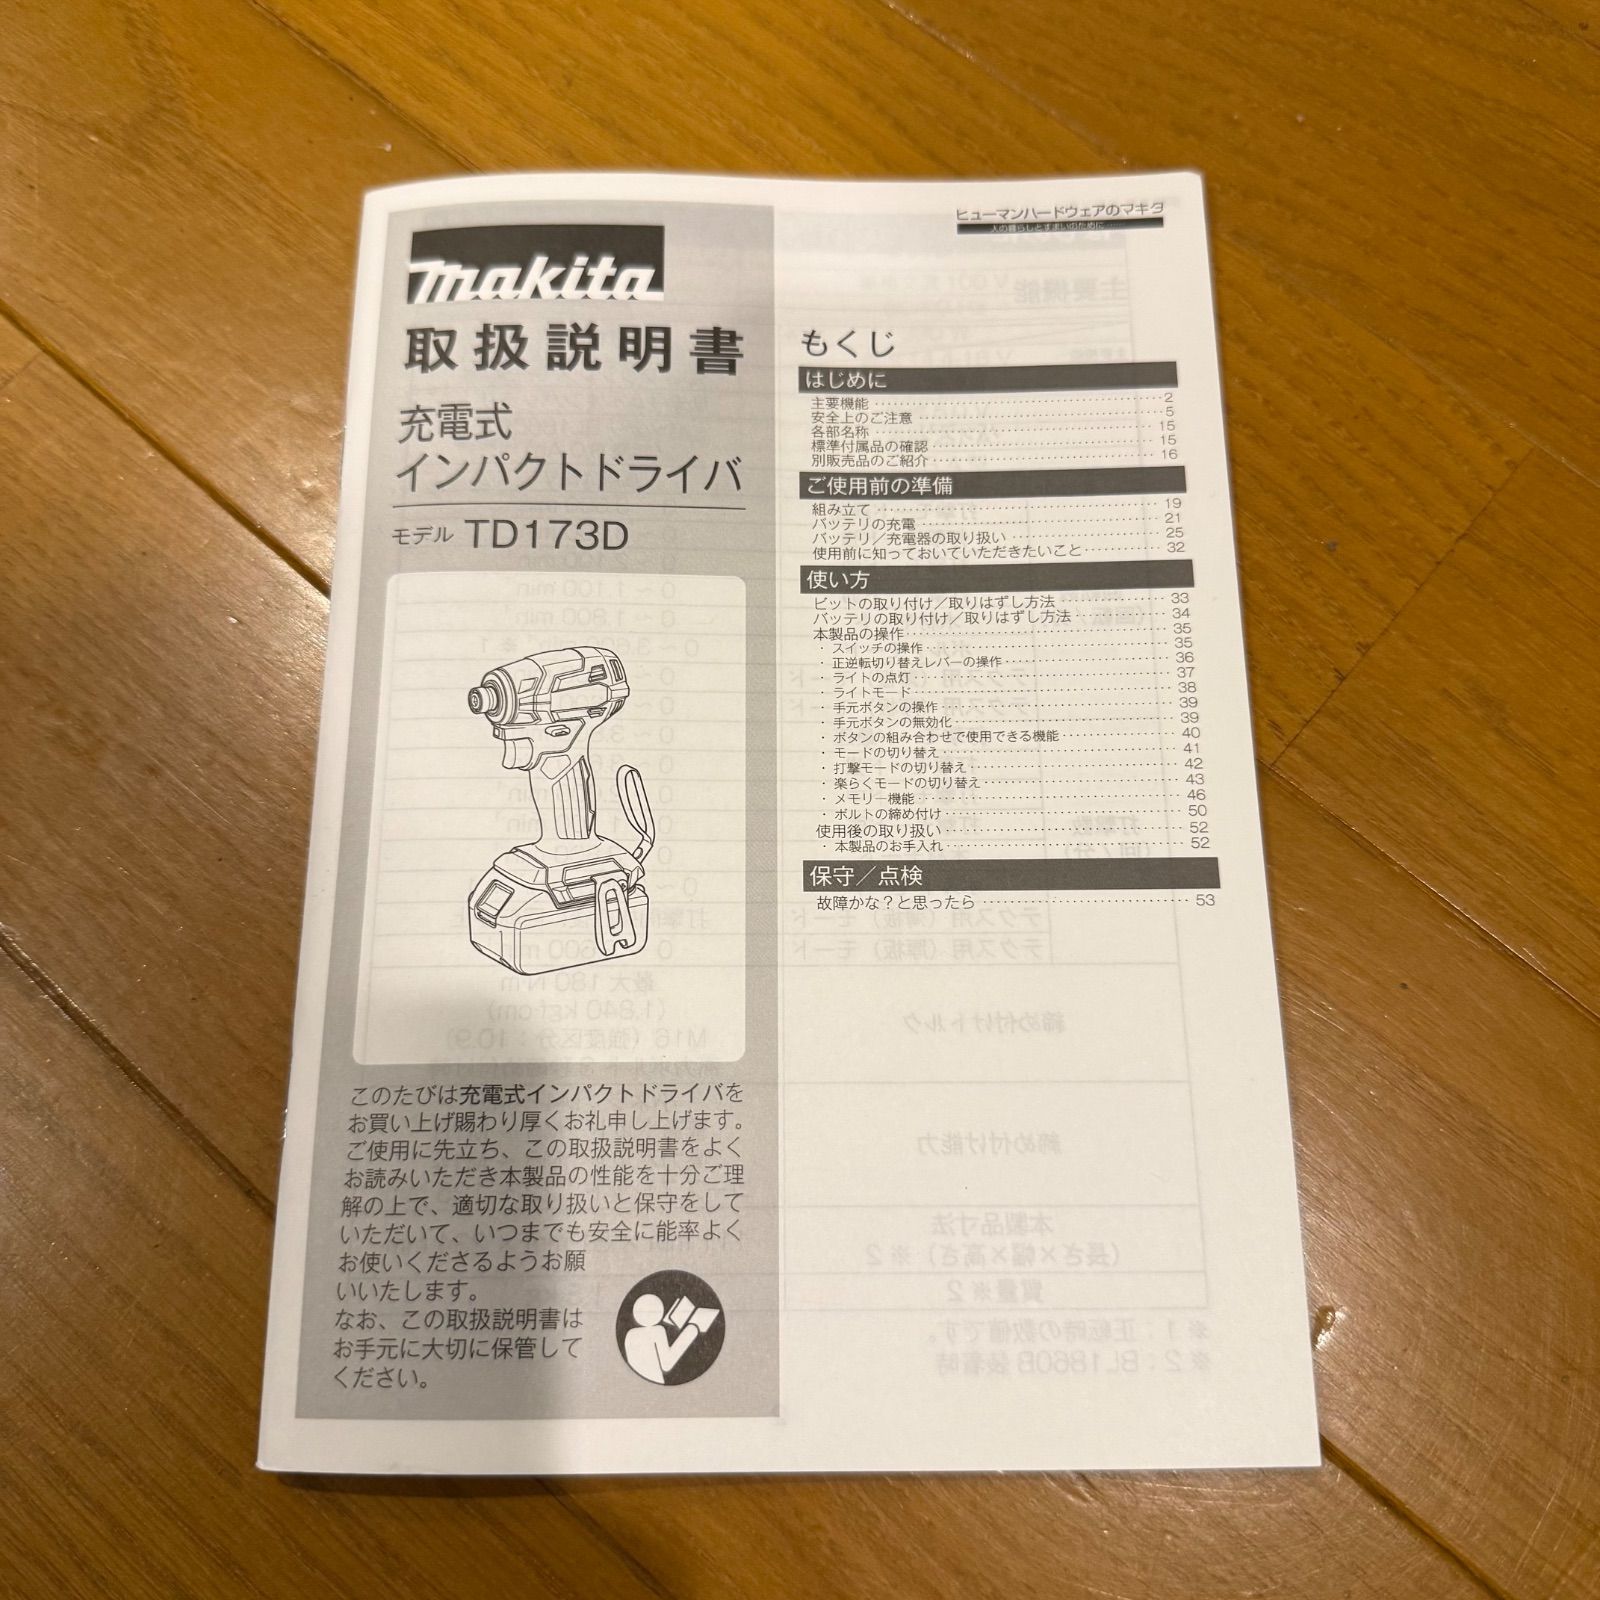 makita
取扱説明書
充電式
インパクトドライバ
モデル TD173D
このたびは充電式インパクトドライバを
お買い上げ賜わり厚くお礼申し上げます。
ご使用に先立ち、この取扱説明書をよく
お読みいただき本製品の性能を十分ご理
解の上で、適切な取り扱いと保守をして
いただいて、いつまでも安全に能率よく
お使いくださるようお願
いいたします。
なお、この取扱説明書は
お手元に大切に保管して
ください。
ヒューマンハードウェアのマキタ
人の暮らしとすまいのために
もくじ
はじめに
主要機能 2
安全上のご注意 5
各部名称 15
標準付属品の確認 15
別販売品のご紹介 16
ご使用前の準備
組み立て 19
バッテリの充電 21
バッテリ／充電器の取り扱い 25
使用前に知っておいていただきたいこと 32
使い方
ビットの取り付け／取りはずし方法 33
バッテリの取り付け／取りはずし方法 34
本製品の操作 35
・スイッチの操作 35
・正逆転切り替えレバーの操作 36
・ライトの点灯 37
・ライトモード 38
・手元ボタンの操作 39
・手元ボタンの無効化 39
・ボタンの組み合わせで使用できる機能 40
・モードの切り替え 41
・打撃モードの切り替え 42
・楽らくモードの切り替え 43
・メモリー機能 46
・ボルトの締め付け 50
使用後の取り扱い 52
・本製品のお手入れ 52
保守／点検
故障かな？と思ったら 53